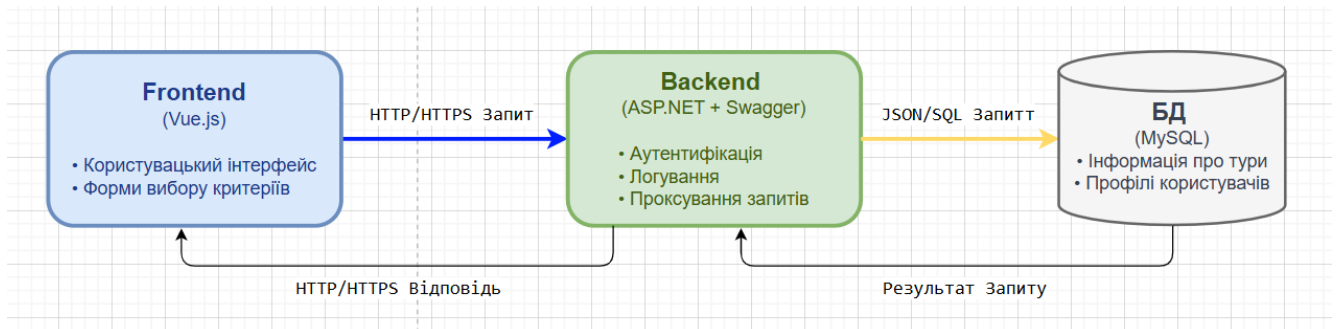 Frontend
(Vue.js)
• Користувацький інтерфейс
• Форми вибору критеріїв
HTTP/HTTPS Запит
Backend
(ASP.NET + Swagger)
• Аутентифікація
• Логування
• Проксування запитів
JSON/SQL Запитт
БД
(MySQL)
• Інформація про тури
• Профілі користувачів
HTTP/HTTPS Відповідь
Результат Запиту